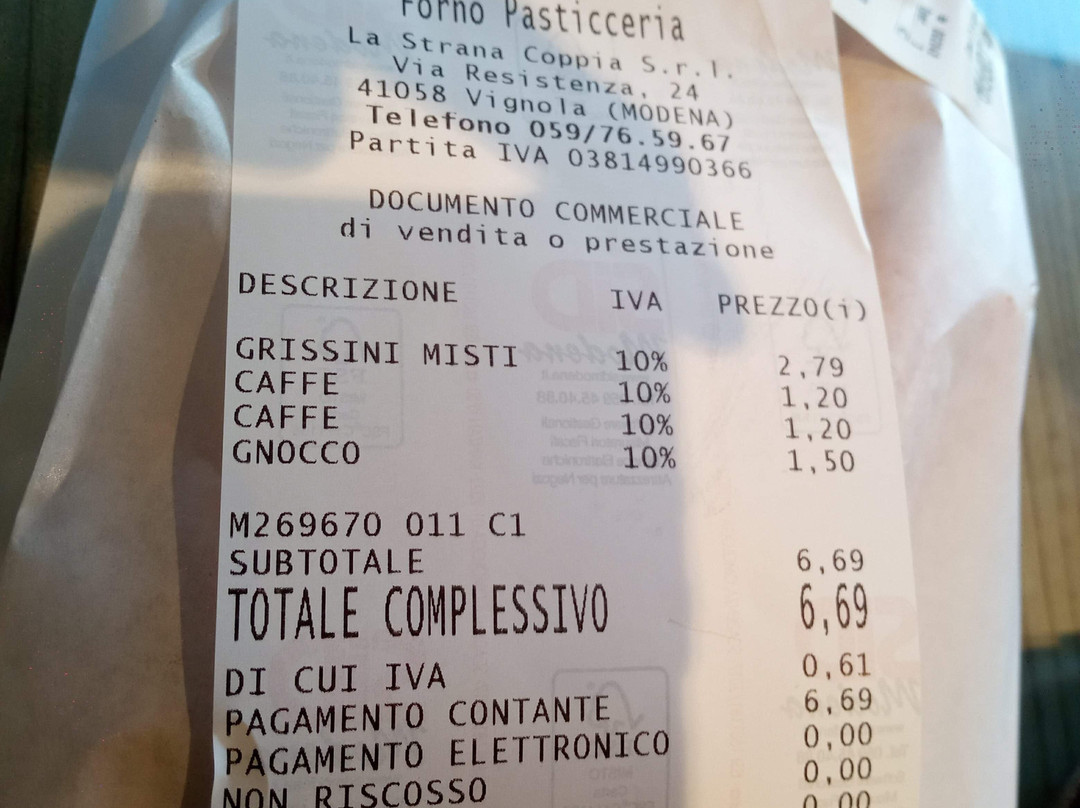 Forno Pasticceria
La Strana Coppia S.r.l.
Via Resistenza, 24
41058 Vignola (MODENA)
Telefono 059/76.59.67
Partita IVA 03814990366
DOCUMENTO COMMERCIALE
di vendita o prestazione
DESCRIZIONE IVA PREZZO(i)
GRISSINI MISTI 10% 2,79
CAFFE 10% 1,20
CAFFE 10% 1,20
GNOCCO 10% 1,50
M269670 011 C1
SUBTOTALE 6,69
TOTALE COMPLESSIVO 6,69
DI CUI IVA 0,61
PAGAMENTO CONTANTE 6,69
PAGAMENTO ELETTRONICO 0,00
NON RISCOSSO 0,00
0,00